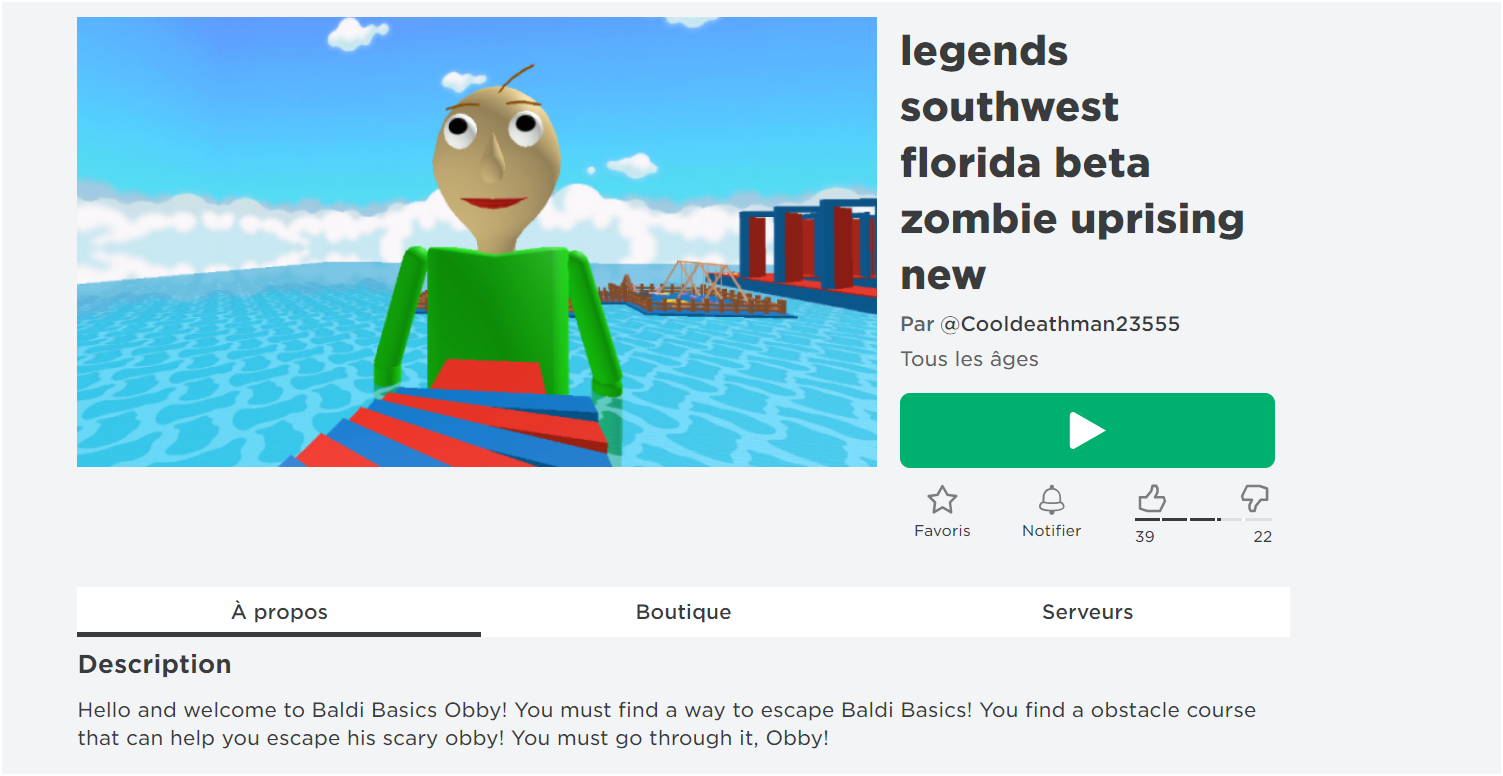 legends
southwest
florida beta
zombie uprising
new
Par @Cooldeathman23555
Tous les âges
Favoris
Notifier
39
22
À propos
Boutique
Serveurs
Description
Hello and welcome to Baldi Basics Obby! You must find a way to escape Baldi Basics! You find a obstacle course
that can help you escape his scary obby! You must go through it, Obby!